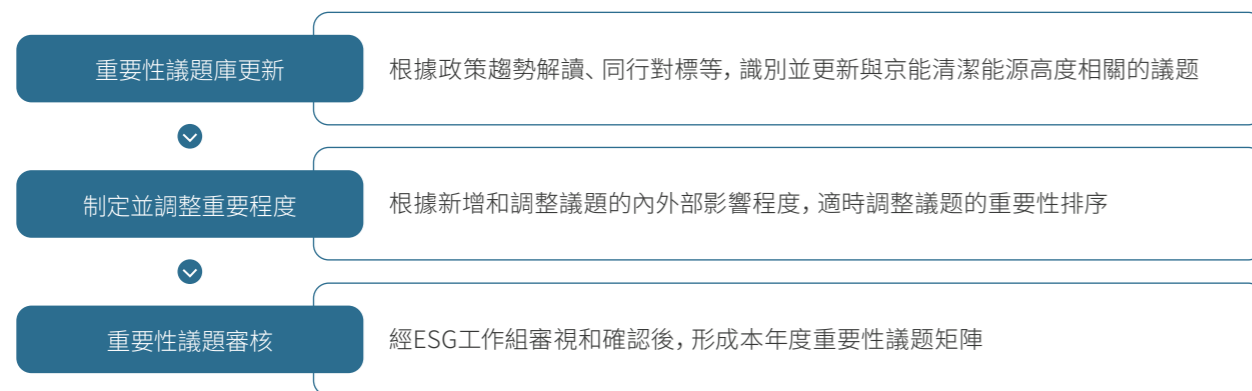 重要性議題庫更新
根據政策趨勢解讀、同行對標等，識別並更新與京能清潔能源高度相關的議题
制定並調整重要程度
根據新增和調整議題的內外部影響程度，適時調整議题的重要性排序
重要性議題審核
經ESG工作組審視和確認後，形成本年度重要性議题矩陣